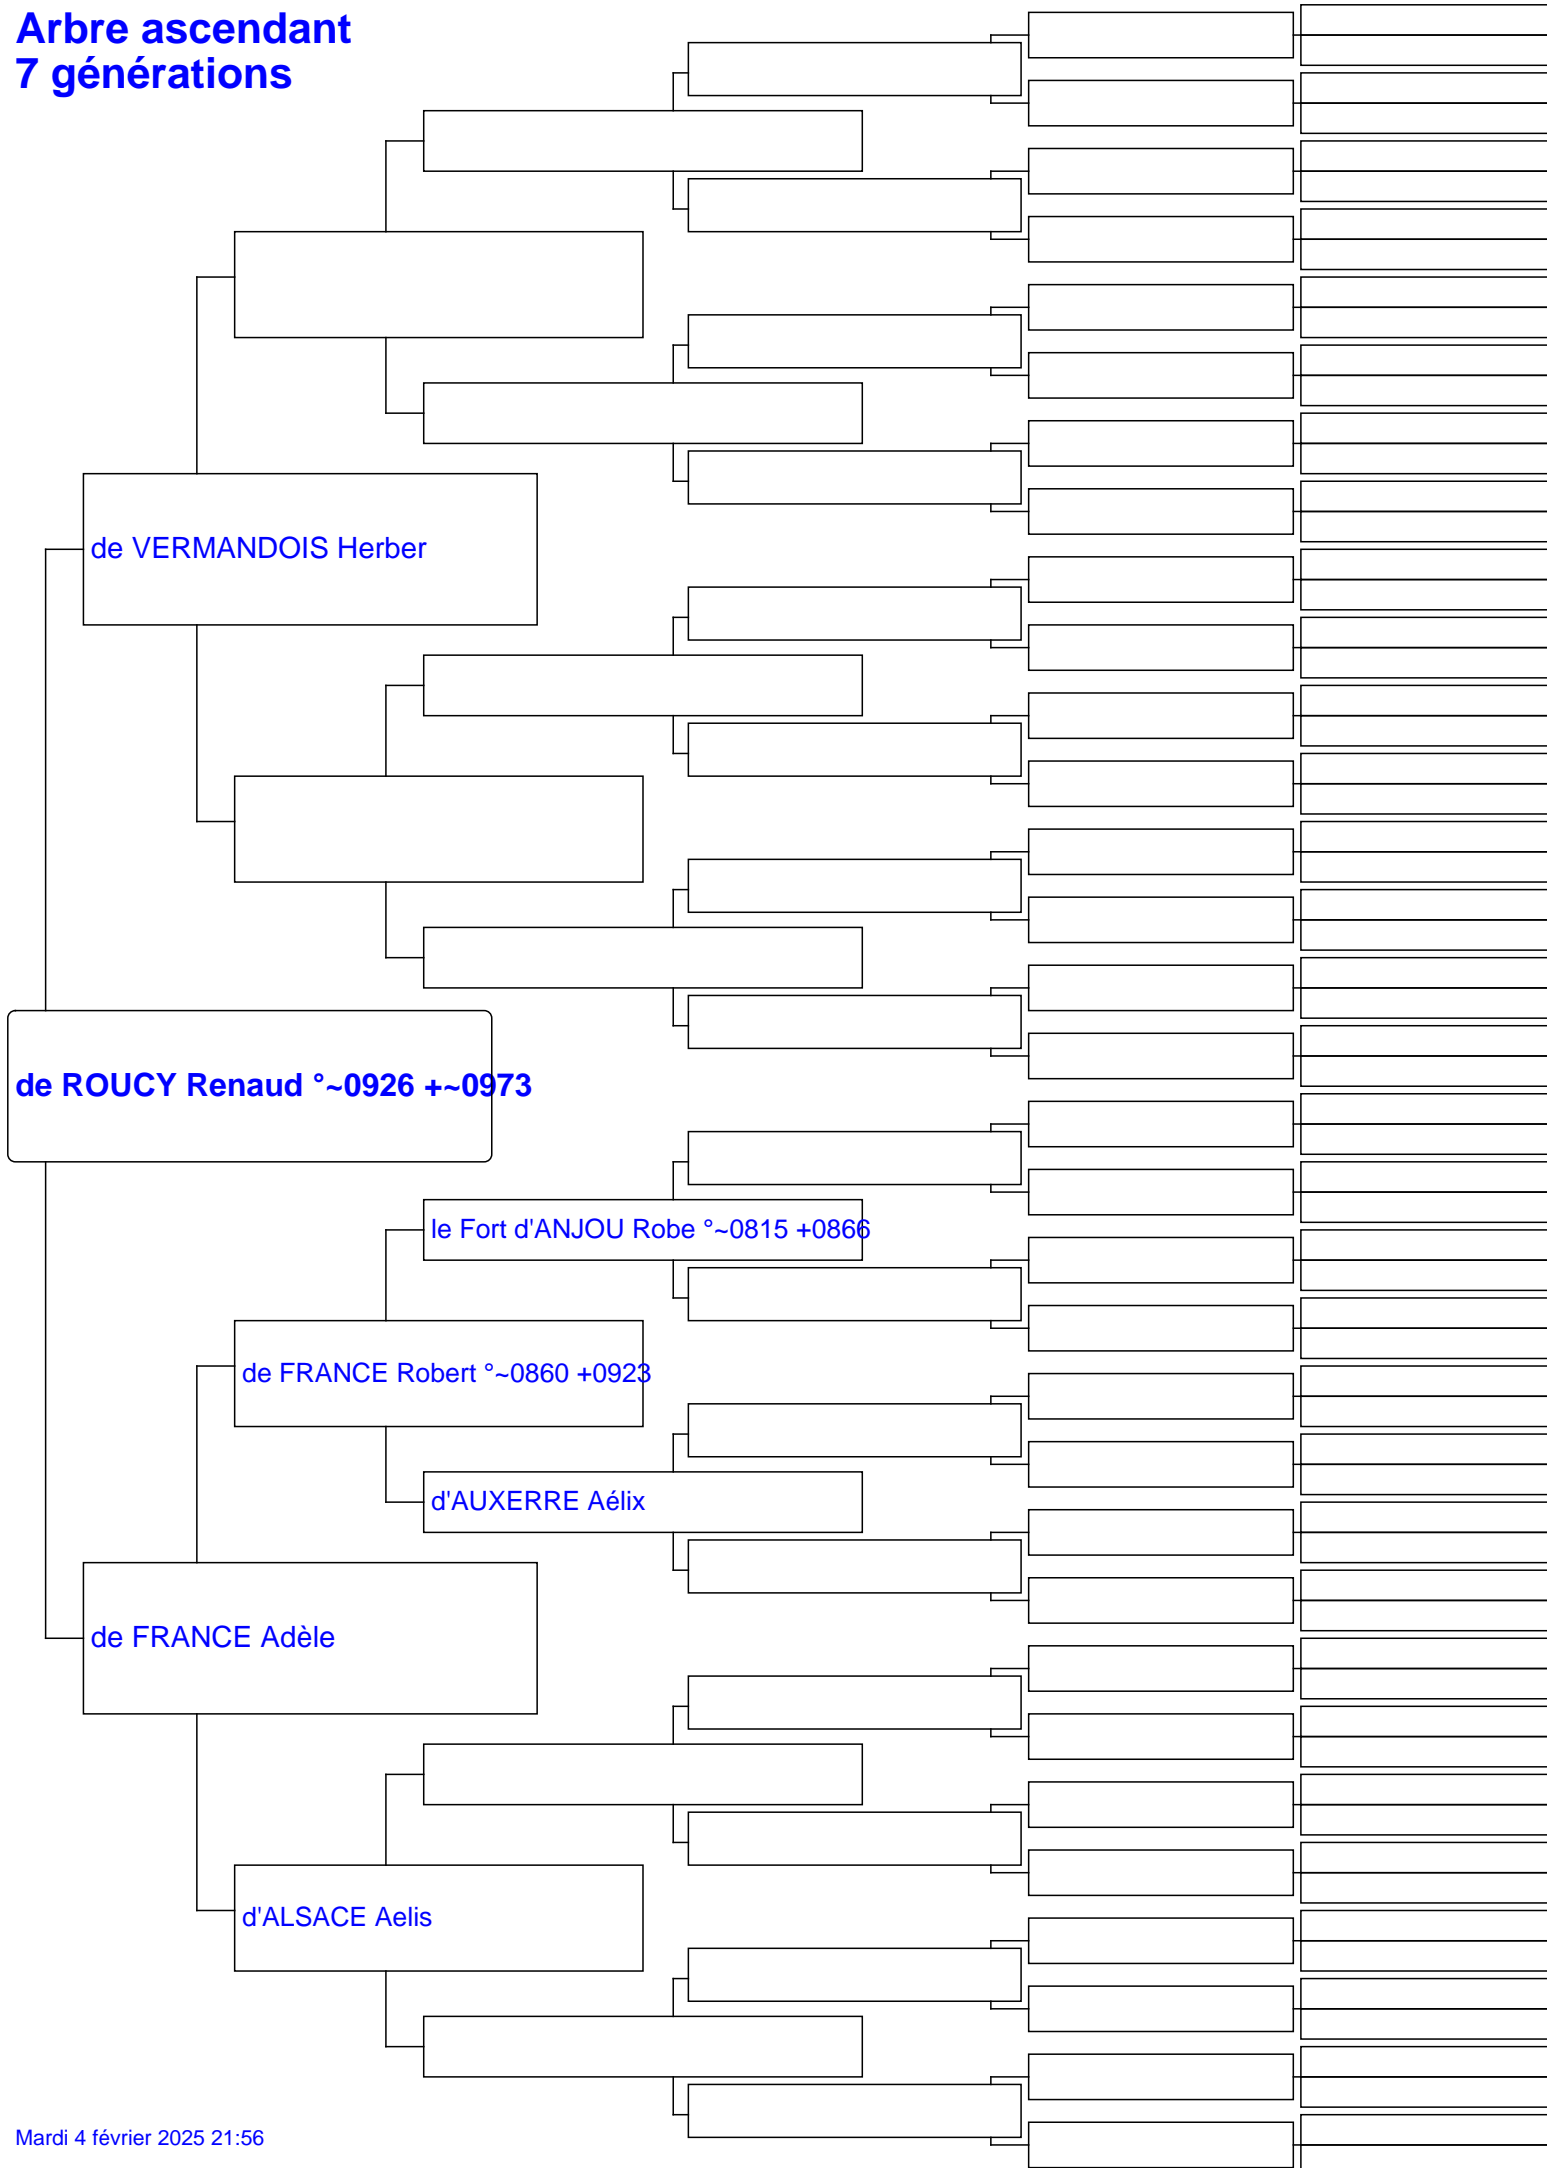 Arbre ascendant
7 générations
de VERMANDOIS Herber
de ROUCY Renaud °~0926 +~0973
le Fort d'ANJOU Robe °~0815 +0866
de FRANCE Robert °~0860 +0923
d'AUXERRE Aélix
de FRANCE Adèle
d'ALSACE Aelis
Mardi 4 février 2025 21:56